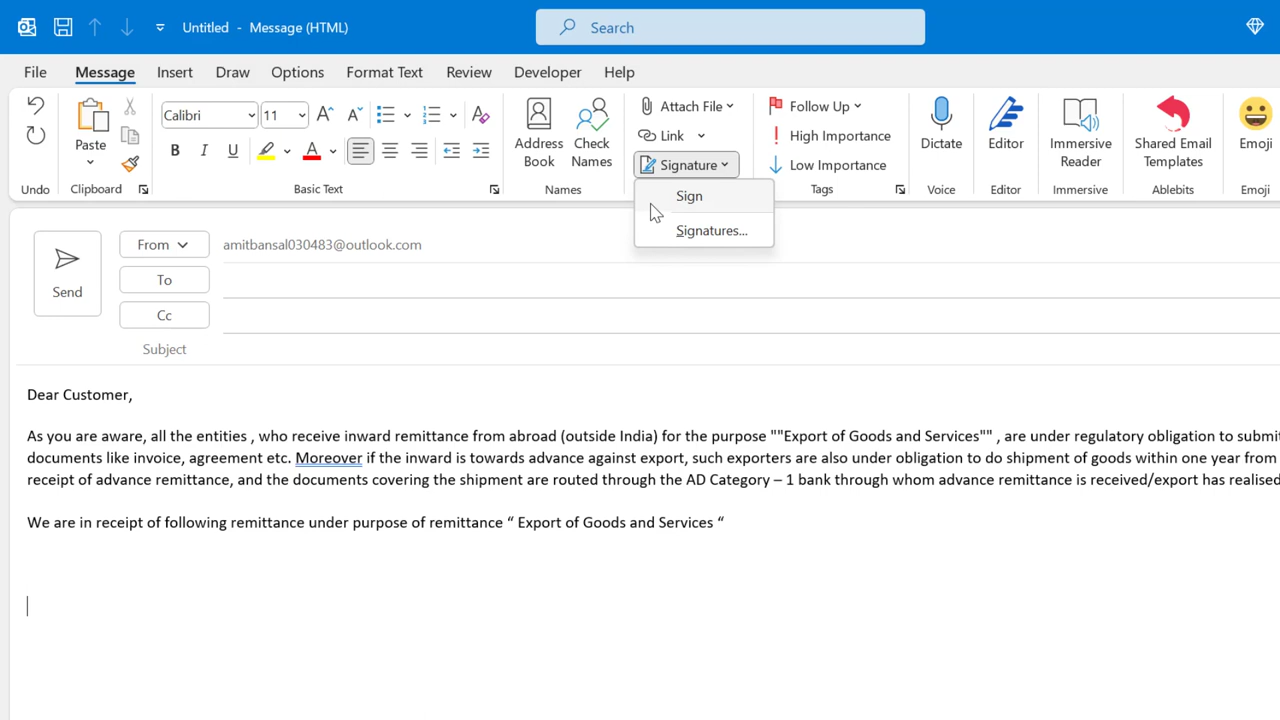 Untitled - Message (HTML)
Search
File Message Insert Draw Options Format Text Review Developer Help
Paste
Undo
Clipboard
Calibri 11
B I U
A
Basic Text
Address Book
Check Names
Names
Attach File
Link
Signature
Sign
Signatures...
Follow Up
High Importance
Low Importance
Tags
Dictate
Voice
Editor
Editor
Immersive Reader
Immersive
Shared Email Templates
Ablebits
Emoji
Emoji
Send
From amitbansal030483@outlook.com
To
Cc
Subject
Dear Customer,
As you are aware, all the entities , who receive inward remittance from abroad (outside India) for the purpose ""Export of Goods and Services"" , are under regulatory obligation to submi
documents like invoice, agreement etc. Moreover if the inward is towards advance against export, such exporters are also under obligation to do shipment of goods within one year from
receipt of advance remittance, and the documents covering the shipment are routed through the AD Category – 1 bank through whom advance remittance is received/export has realised
We are in receipt of following remittance under purpose of remittance “ Export of Goods and Services “